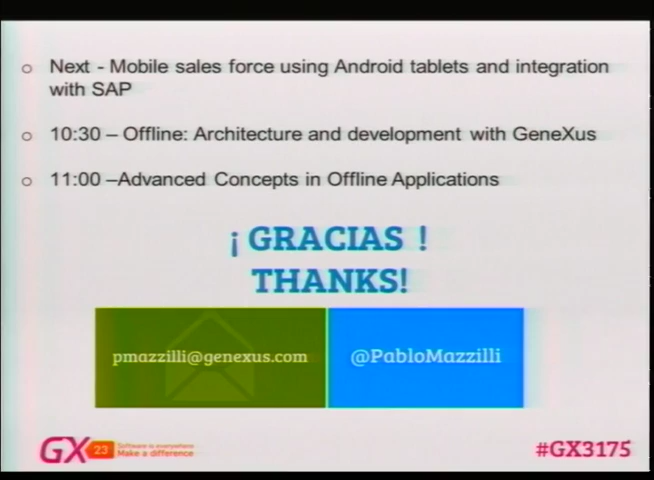 o Next - Mobile sales force using Android tablets and integration
with SAP
o 10:30 – Offline: Architecture and development with GeneXus
o 11:00 –Advanced Concepts in Offline Applications
¡ GRACIAS !
THANKS!
pmazzilli@genexus.com
@PabloMazzilli
GX 23
Software is everywhere
Make a difference
#GX3175